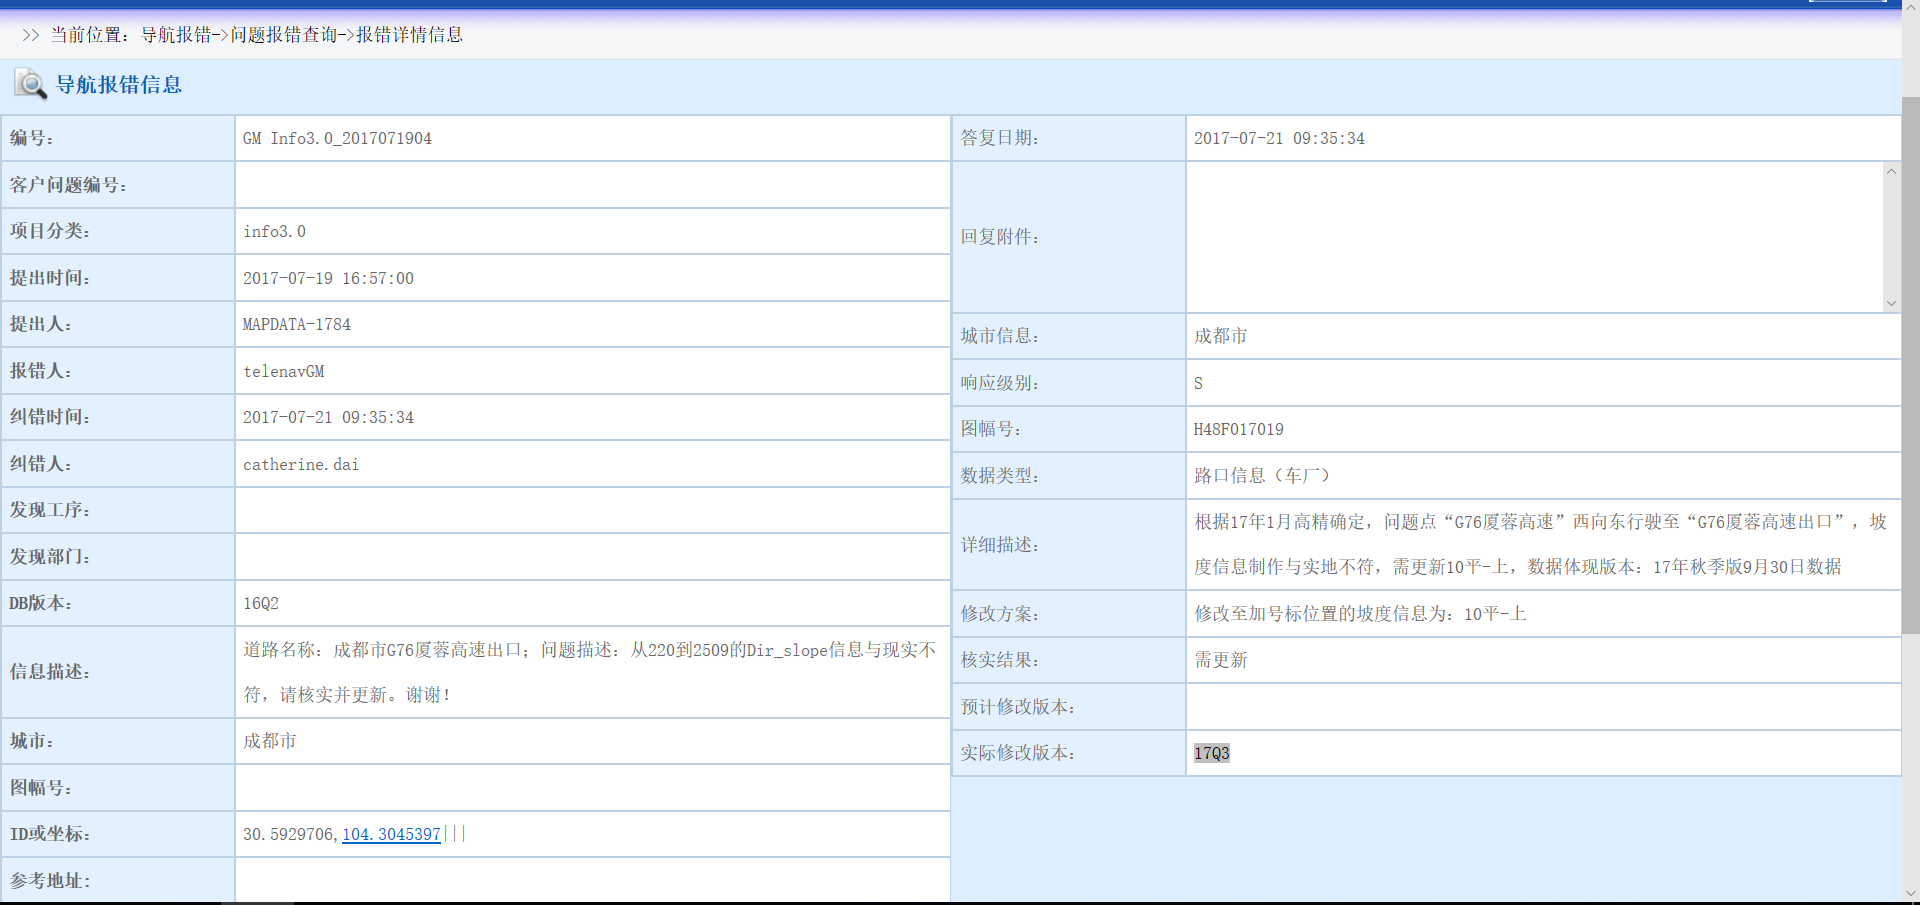 >> 当前位置：导航报错->问题报错查询->报错详情信息
导航报错信息
编号：
GM Info3.0_2017071904
客户问题编号：
项目分类：
info3.0
提出时间：
2017-07-19 16:57:00
提出人：
MAPDATA-1784
报错人：
telenavGM
纠错时间：
2017-07-21 09:35:34
纠错人：
catherine.dai
发现工序：
发现部门：
DB版本：
16Q2
信息描述：
道路名称：成都市G76厦蓉高速出口；问题描述：从220到2509的Dir_slope信息与现实不
符，请核实并更新。谢谢！
城市：
成都市
图幅号：
ID或坐标：
30.5929706,104.3045397|||
参考地址：
答复日期：
2017-07-21 09:35:34
回复附件：
城市信息：
成都市
响应级别：
S
图幅号：
H48F017019
数据类型：
路口信息（车厂）
详细描述：
根据17年1月高精确定，问题点“G76厦蓉高速”西向东行驶至“G76厦蓉高速出口”，坡
度信息制作与实地不符，需更新10平-上，数据体现版本：17年秋季版9月30日数据
修改方案：
修改至加号标位置的坡度信息为：10平-上
核实结果：
需更新
预计修改版本：
实际修改版本：
17Q3